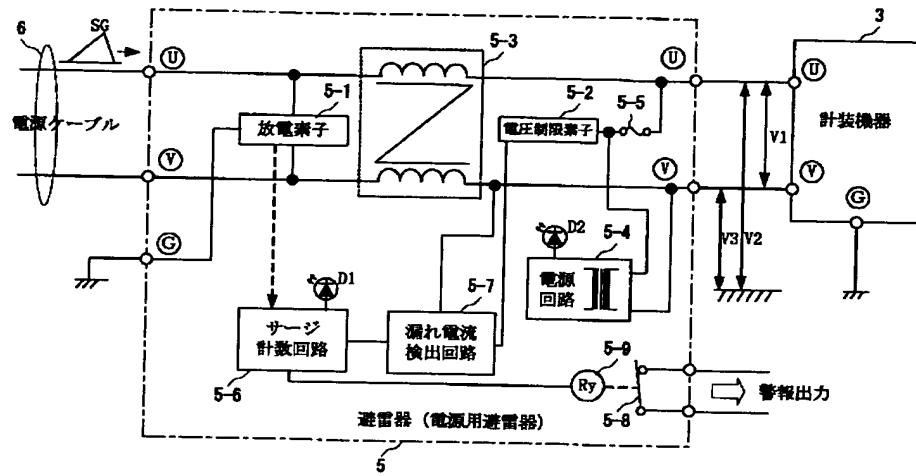 6
SG
5-3
3
Ⓤ
Ⓤ
Ⓤ
5-1
5-2
5-5
電源ケーブル
放電素子
電圧制限素子
V1
計装機器
Ⓥ
Ⓥ
Ⓥ
Ⓖ
Ⓖ
D2
5-4
V3
V2
D1
5-7
電源
回路
サージ
計数回路
漏れ電流
検出回路
5-9
5-6
Ry
5-8
警報出力
避雷器（電源用避雷器）
5